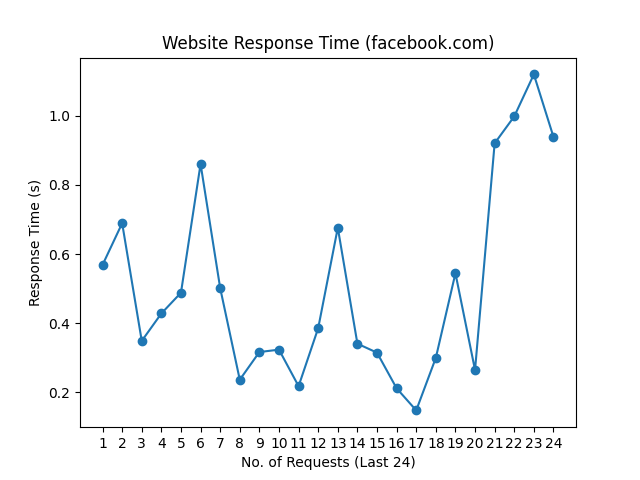 Website Response Time (facebook.com)
1.0
0.8
0.6
0.4
0.2
Response Time (s)
1 2 3 4 5 6 7 8 9 10 11 12 13 14 15 16 17 18 19 20 21 22 23 24
No. of Requests (Last 24)